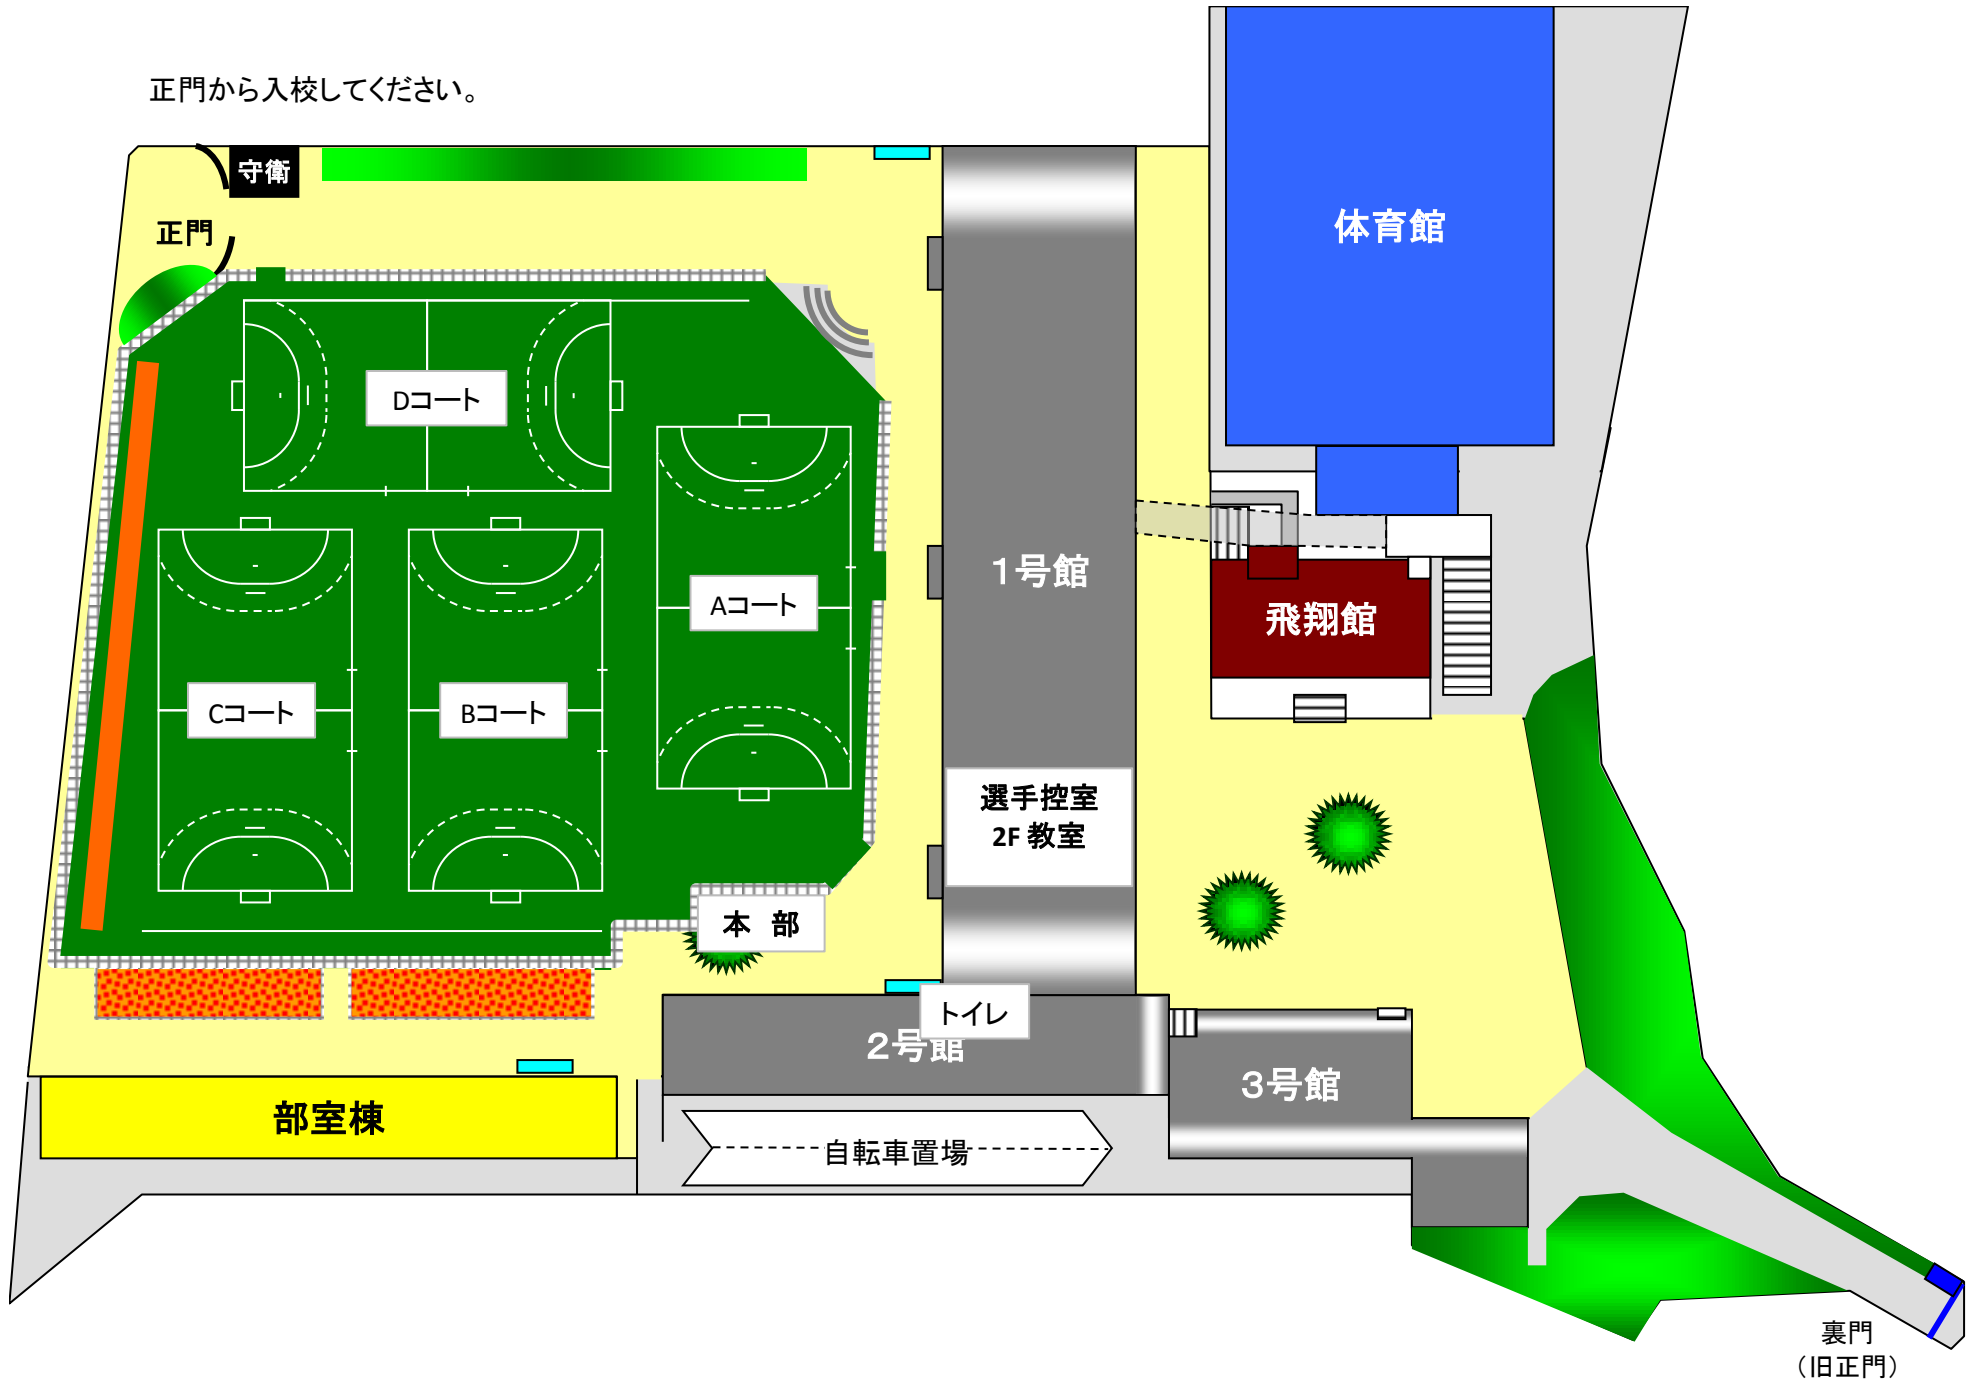 正門から入校してください。
守衛
正門
体育館
Dコート
1号館
Aコート
飛翔館
Cコート
Bコート
選手控室
2F 教室
本 部
トイレ
2号館
3号館
部室棟
自転車置場
裏門
（旧正門）